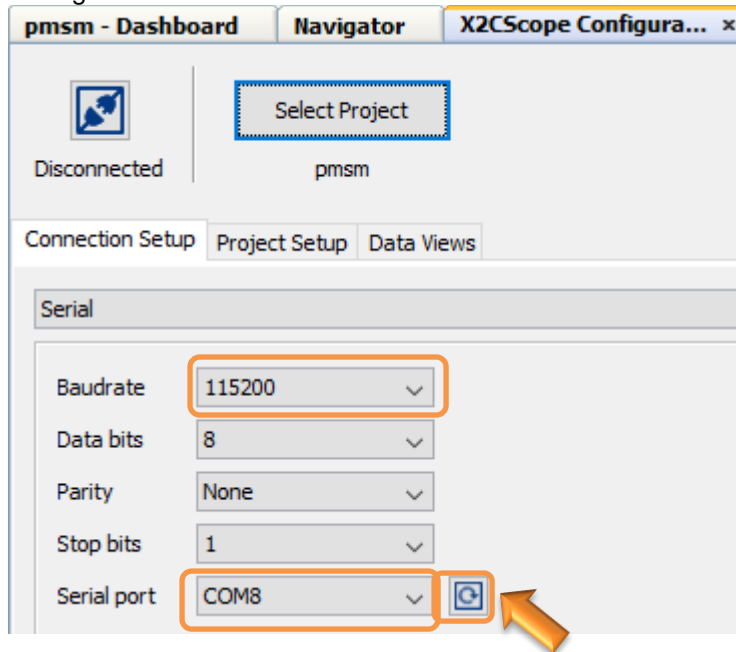 pmsm - Dashboard Navigator X2CScope Configura... ×
Select Project
Disconnected pmsm
Connection Setup Project Setup Data Views
Serial
Baudrate 115200
Data bits 8
Parity None
Stop bits 1
Serial port COM8